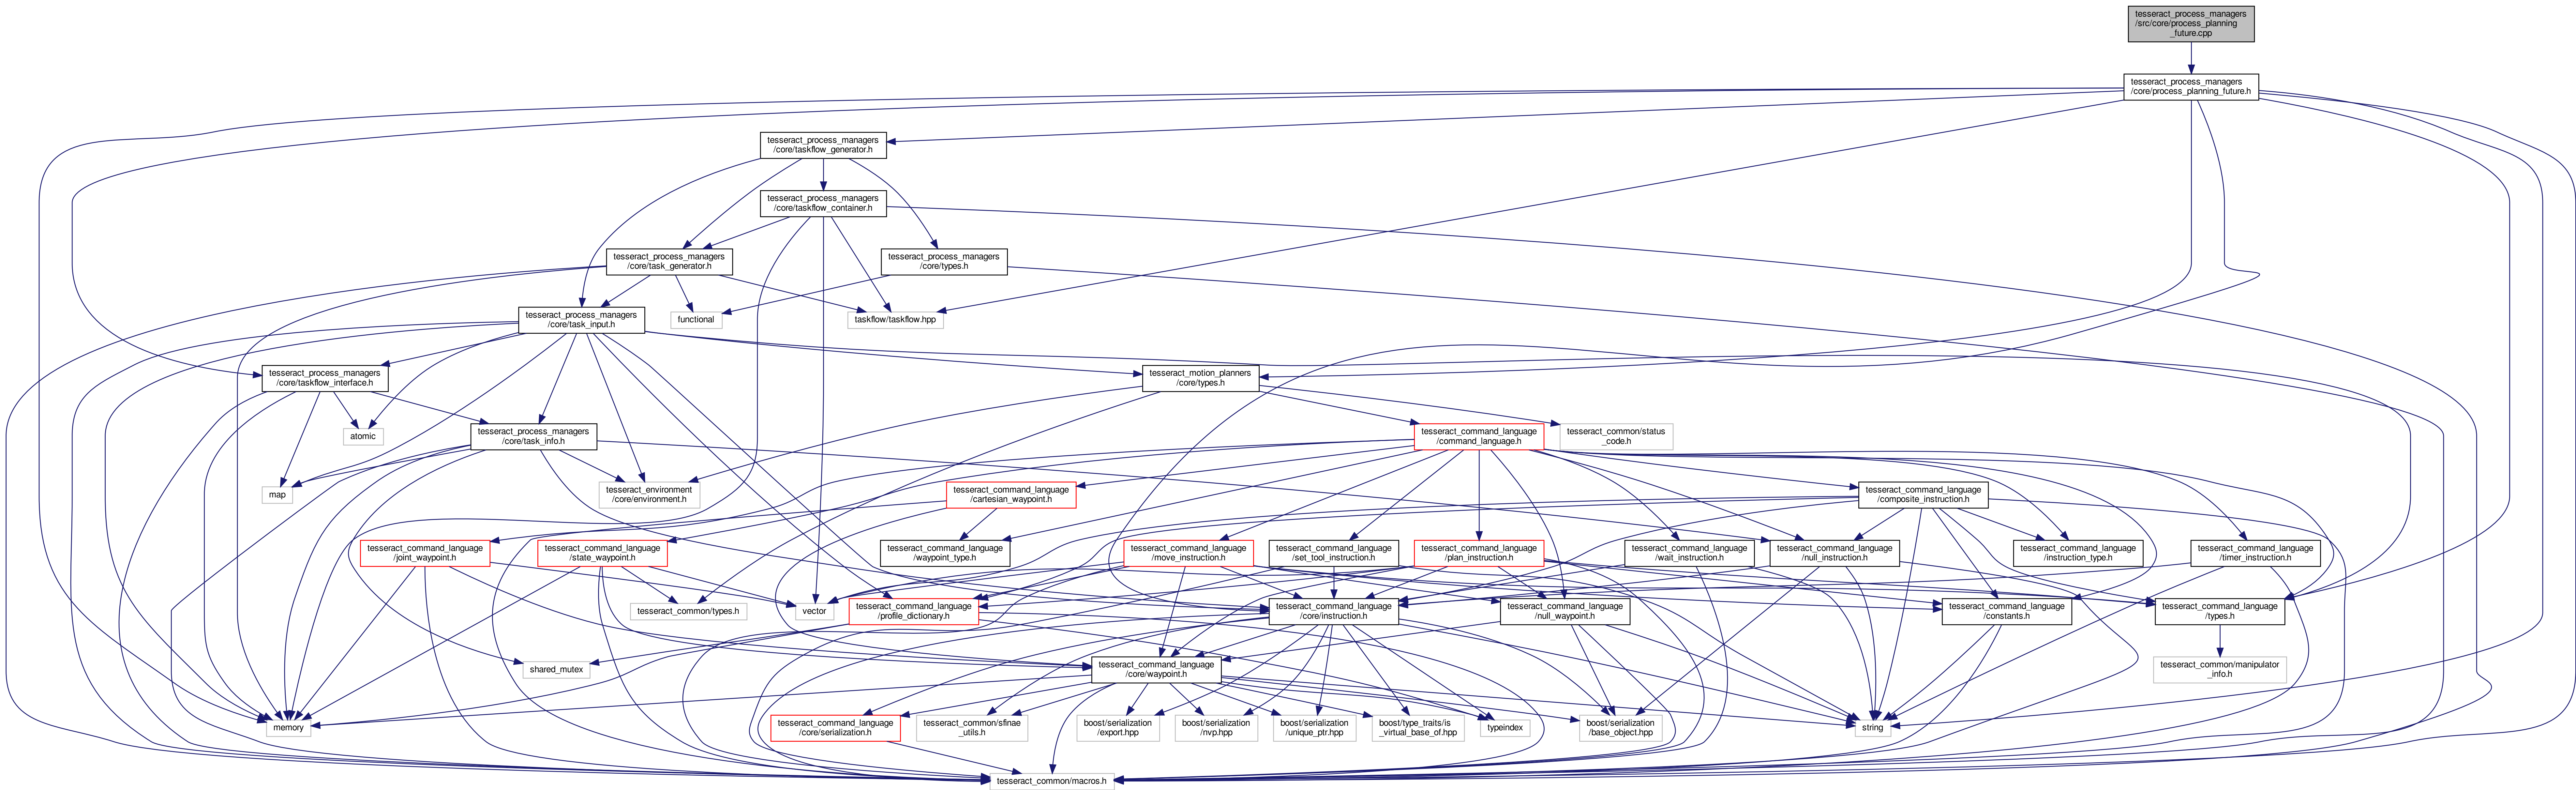 tesseract_process_managers
/src/core/process_planning
_future.cpp
tesseract_process_managers
/core/process_planning_future.h
tesseract_process_managers
/core/taskflow_generator.h
tesseract_process_managers
/core/taskflow_container.h
tesseract_process_managers
/core/task_generator.h
tesseract_process_managers
/core/types.h
tesseract_process_managers
/core/task_input.h
functional
taskflow/taskflow.hpp
tesseract_process_managers
/core/taskflow_interface.h
tesseract_motion_planners
/core/types.h
atomic
tesseract_process_managers
/core/task_info.h
tesseract_command_language
/command_language.h
tesseract_common/status
_code.h
map
tesseract_environment
/core/environment.h
tesseract_command_language
/cartesian_waypoint.h
tesseract_command_language
/composite_instruction.h
tesseract_command_language
/joint_waypoint.h
tesseract_command_language
/state_waypoint.h
tesseract_command_language
/waypoint_type.h
tesseract_command_language
/move_instruction.h
tesseract_command_language
/set_tool_instruction.h
tesseract_command_language
/plan_instruction.h
tesseract_command_language
/wait_instruction.h
tesseract_command_language
/null_instruction.h
tesseract_command_language
/instruction_type.h
tesseract_command_language
/timer_instruction.h
tesseract_common/types.h
vector
tesseract_command_language
/profile_dictionary.h
tesseract_command_language
/core/instruction.h
tesseract_command_language
/null_waypoint.h
tesseract_command_language
/constants.h
tesseract_command_language
/types.h
shared_mutex
tesseract_command_language
/core/waypoint.h
tesseract_common/manipulator
_info.h
memory
tesseract_command_language
/core/serialization.h
tesseract_common/sfinae
_utils.h
boost/serialization
/export.hpp
boost/serialization
/nvp.hpp
boost/serialization
/unique_ptr.hpp
boost/type_traits/is
_virtual_base_of.hpp
typeindex
boost/serialization
/base_object.hpp
string
tesseract_common/macros.h